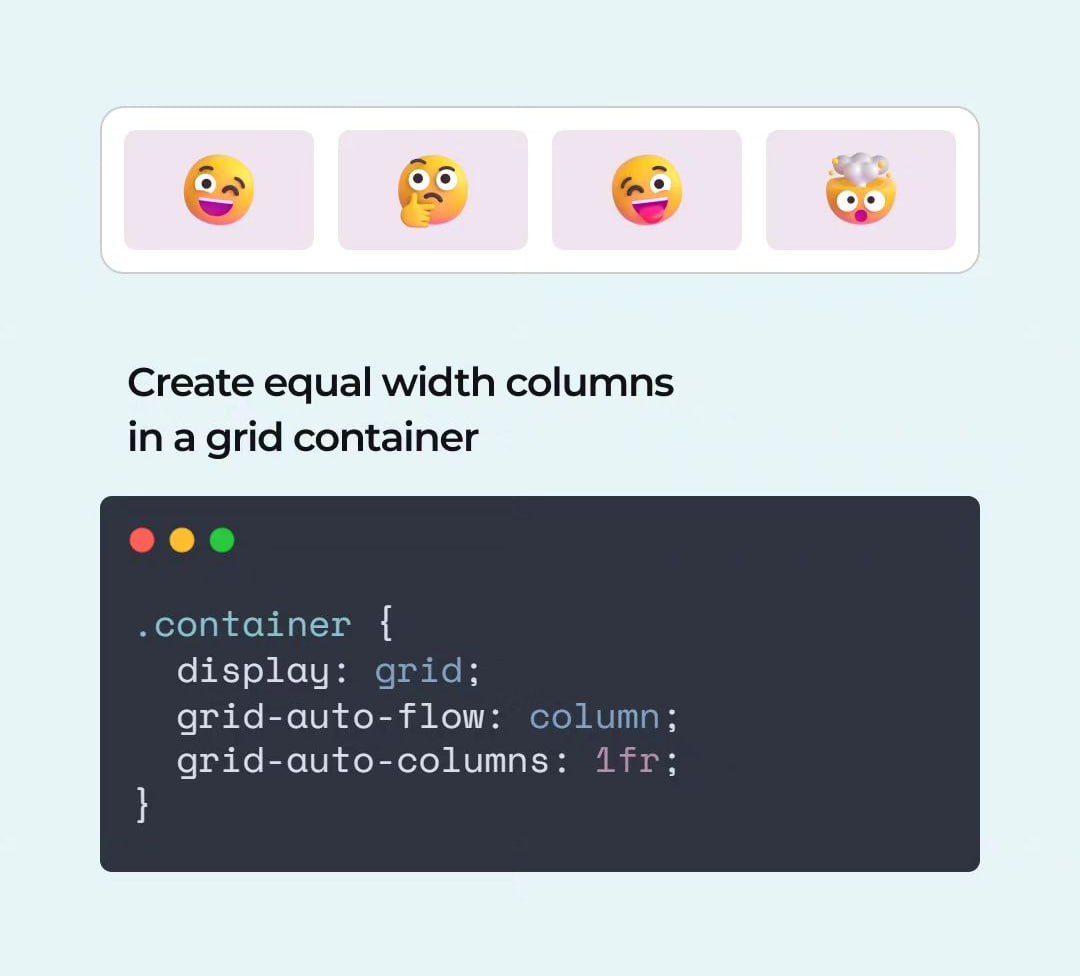 Create equal width columns
in a grid container
.container {
  display: grid;
  grid-auto-flow: column;
  grid-auto-columns: 1fr;
}